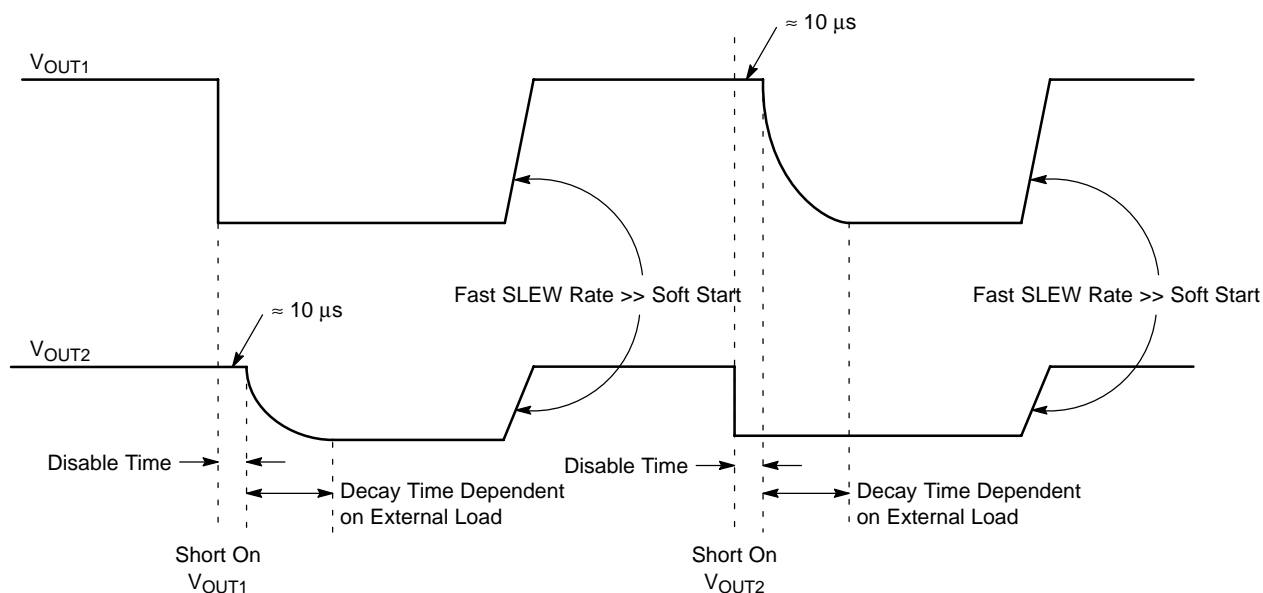 ≈ 10 μs
VOUT1
Fast SLEW Rate >> Soft Start
Fast SLEW Rate >> Soft Start
≈ 10 μs
VOUT2
Disable Time
Disable Time
Decay Time Dependent
on External Load
Decay Time Dependent
on External Load
Short On
VOUT1
Short On
VOUT2